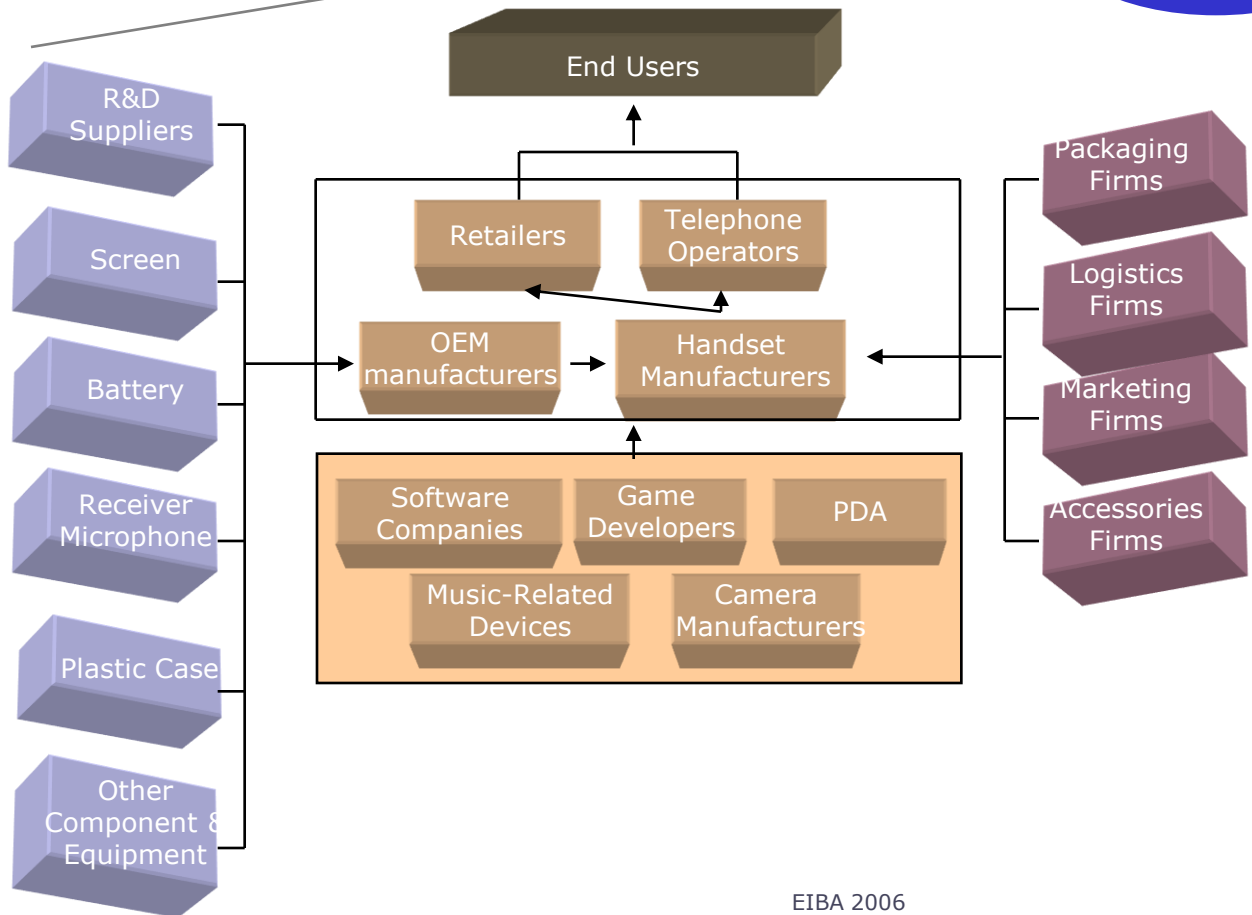 End Users
R&D
Suppliers
Screen
Battery
Receiver
Microphone
Plastic Case
Other
Component &
Equipment
Retailers
Telephone
Operators
OEM
manufacturers
Handset
Manufacturers
Software
Companies
Game
Developers
PDA
Music-Related
Devices
Camera
Manufacturers
Packaging
Firms
Logistics
Firms
Marketing
Firms
Accessories
Firms
EIBA 2006